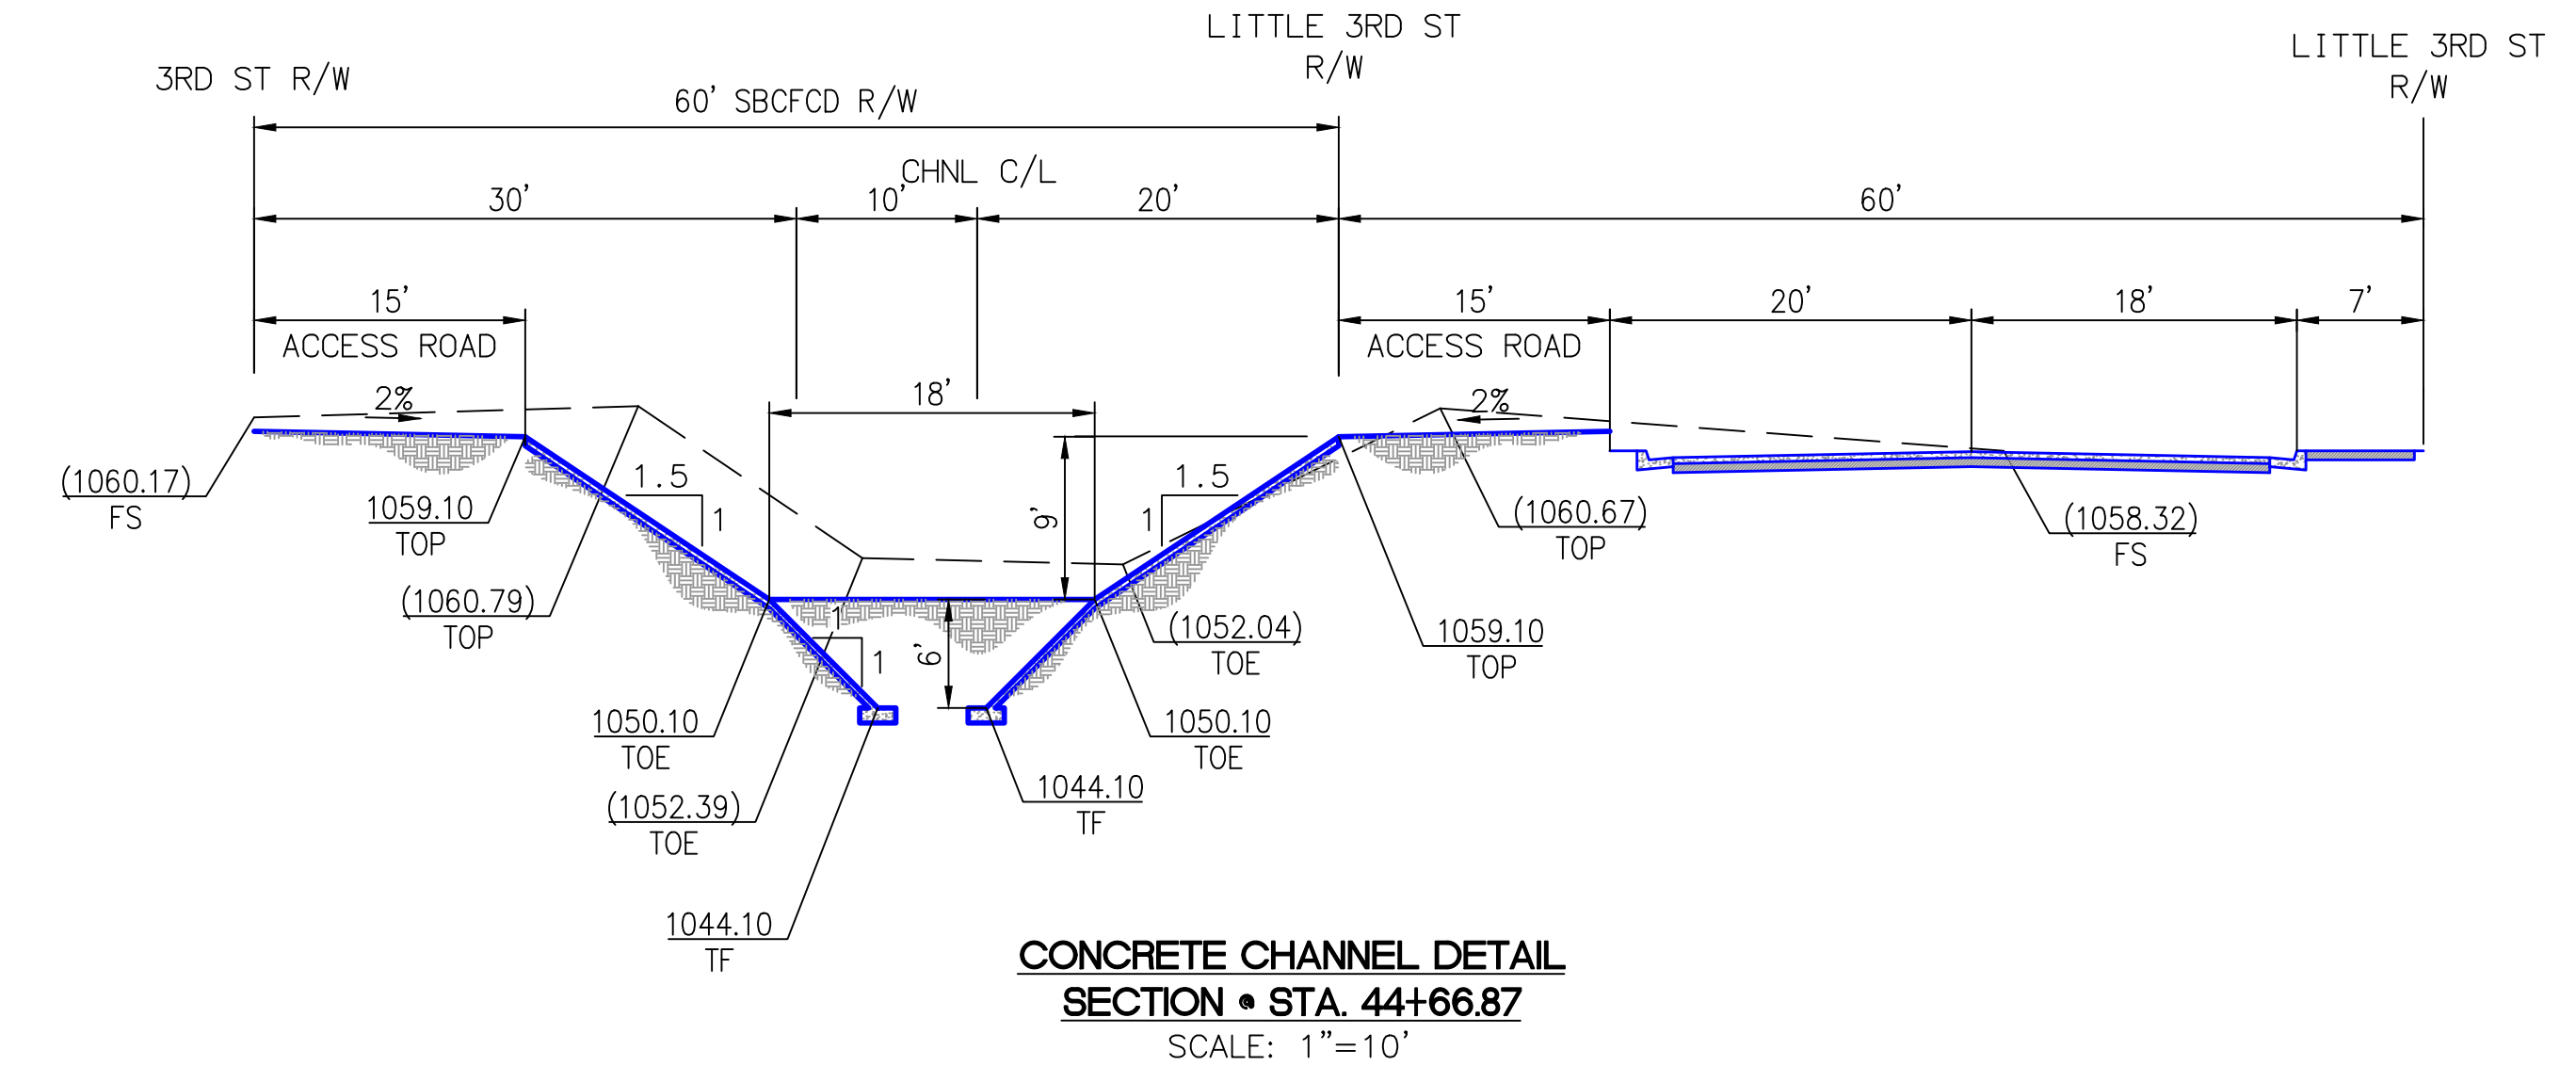 LITTLE 3RD ST
R/W
LITTLE 3RD ST
R/W
3RD ST R/W
60' SBCFCD R/W
CHNL C/L
30'
10'
20'
60'
15'
ACCESS ROAD
15'
ACCESS ROAD
20'
18'
7'
2%
18'
2%
(1060.17)
FS
1059.10
TOP
1.5
1
9'
1.5
1
(1060.67)
TOP
(1058.32)
FS
(1060.79)
TOP
1
1
6'
(1052.04)
TOE
1059.10
TOP
1050.10
TOE
1050.10
TOE
(1052.39)
TOE
1044.10
TF
1044.10
TF
CONCRETE CHANNEL DETAIL
SECTION @ STA. 44+66.87
SCALE: 1"=10'